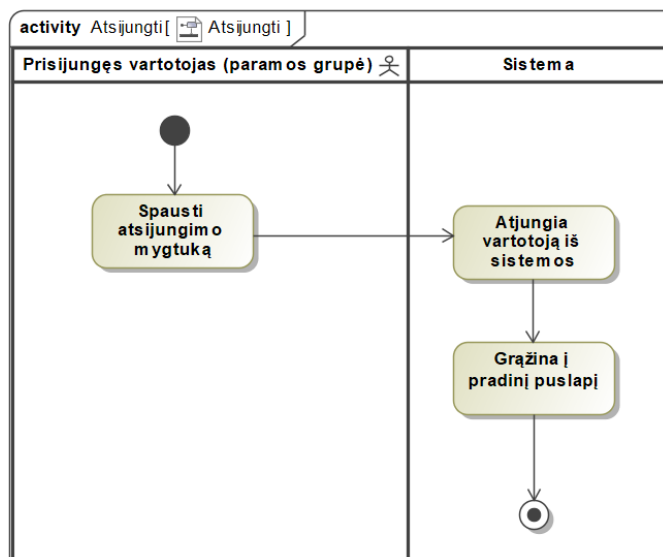 activity Atsijungti [ Atsijungti ]
Prisijungęs vartotojas (paramos grupė)
Sistema
Spausti
atsijungimo
mygtuką
Atjungia
vartotoją iš
sistemos
Grąžina į
pradinį puslapį